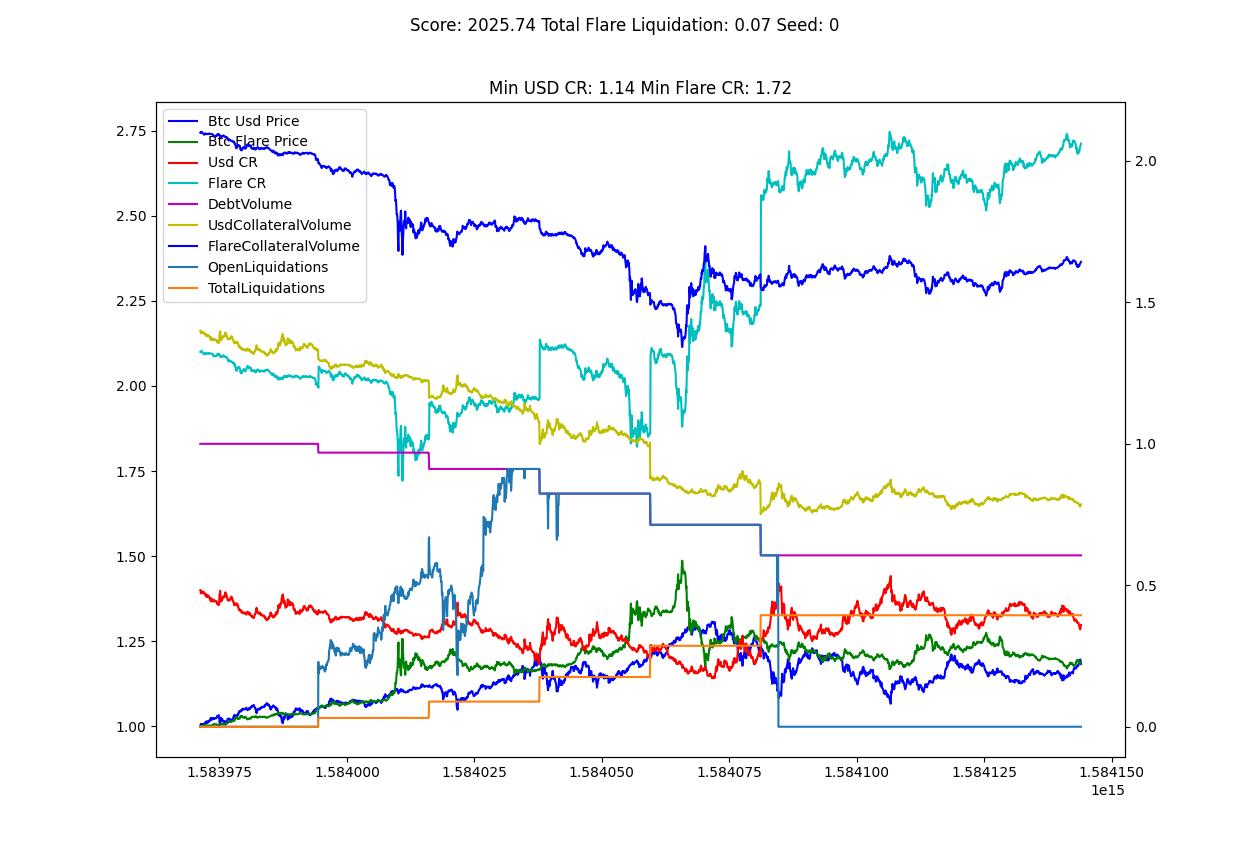 Score: 2025.74 Total Flare Liquidation: 0.07 Seed: 0
Min USD CR: 1.14 Min Flare CR: 1.72
Btc Usd Price
Btc Flare Price
Usd CR
Flare CR
DebtVolume
UsdCollateralVolume
FlareCollateralVolume
OpenLiquidations
TotalLiquidations
2.75
2.50
2.25
2.00
1.75
1.50
1.25
1.00
2.0
1.5
1.0
0.5
0.0
1.583975
1.584000
1.584025
1.584050
1.584075
1.584100
1.584125
1.584150
1e15